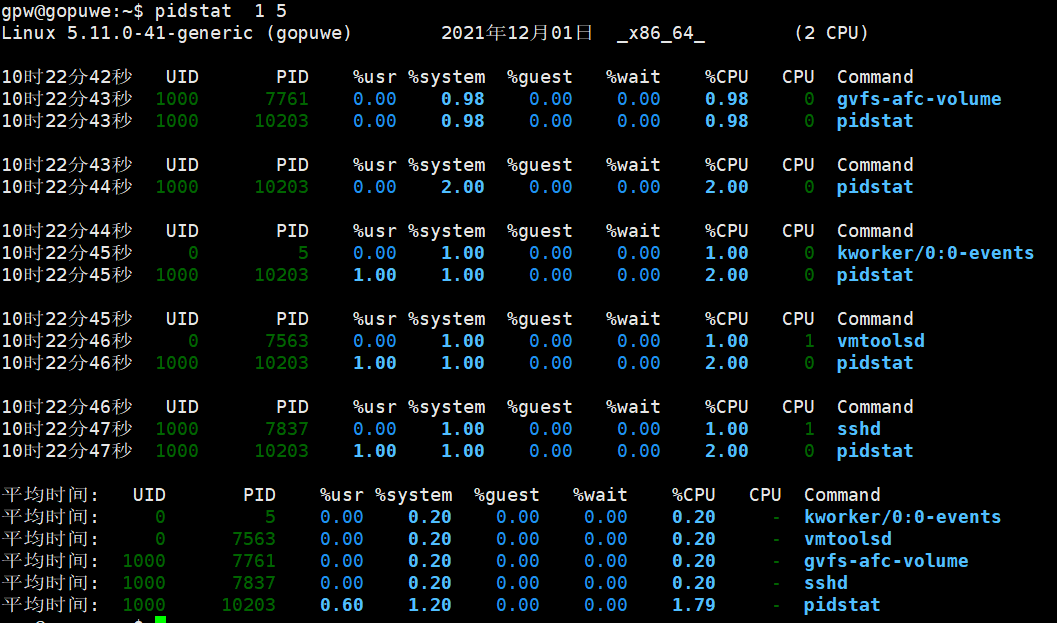 gpw@gopuwe:~$ pidstat  1 5
Linux 5.11.0-41-generic (gopuwe)        2021年12月01日  _x86_64_        (2 CPU)
10时22分42秒   UID       PID    %usr %system  %guest   %wait    %CPU   CPU  Command
10时22分43秒  1000      7761    0.00    0.98    0.00    0.00    0.98     0  gvfs-afc-volume
10时22分43秒  1000     10203    0.00    0.98    0.00    0.00    0.98     0  pidstat
10时22分43秒   UID       PID    %usr %system  %guest   %wait    %CPU   CPU  Command
10时22分44秒  1000     10203    0.00    2.00    0.00    0.00    2.00     0  pidstat
10时22分44秒   UID       PID    %usr %system  %guest   %wait    %CPU   CPU  Command
10时22分45秒     0         5    0.00    1.00    0.00    0.00    1.00     0  kworker/0:0-events
10时22分45秒  1000     10203    1.00    1.00    0.00    0.00    2.00     0  pidstat
10时22分45秒   UID       PID    %usr %system  %guest   %wait    %CPU   CPU  Command
10时22分46秒     0      7563    0.00    1.00    0.00    0.00    1.00     1  vmtoolsd
10时22分46秒  1000     10203    1.00    1.00    0.00    0.00    2.00     0  pidstat
10时22分46秒   UID       PID    %usr %system  %guest   %wait    %CPU   CPU  Command
10时22分47秒  1000      7837    0.00    1.00    0.00    0.00    1.00     1  sshd
10时22分47秒  1000     10203    1.00    1.00    0.00    0.00    2.00     0  pidstat
平均时间:   UID       PID    %usr %system  %guest   %wait    %CPU   CPU  Command
平均时间:     0         5    0.00    0.20    0.00    0.00    0.20     -  kworker/0:0-events
平均时间:     0      7563    0.00    0.20    0.00    0.00    0.20     -  vmtoolsd
平均时间:  1000      7761    0.00    0.20    0.00    0.00    0.20     -  gvfs-afc-volume
平均时间:  1000      7837    0.00    0.20    0.00    0.00    0.20     -  sshd
平均时间:  1000     10203    0.60    1.20    0.00    0.00    1.79     -  pidstat